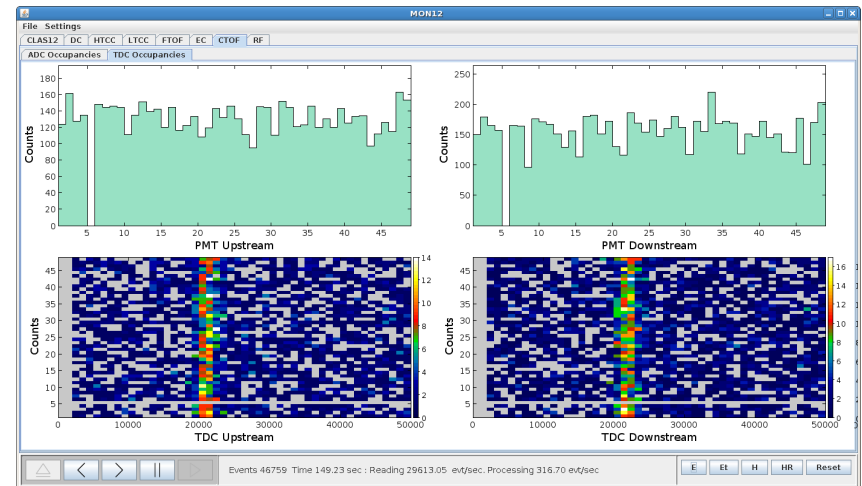 MON12
File Settings
CLAS12 DC HTCC LTCC FTOF EC CTOF RF
ADC Occupancies TDC Occupancies
180
160
140
120
100
80
60
40
20
0
Counts
5 10 15 20 25 30 35 40 45
PMT Upstream
250
200
150
100
50
0
Counts
5 10 15 20 25 30 35 40 45
PMT Downstream
45
40
35
30
25
20
15
10
5
Counts
0 10000 20000 30000 40000 50000
TDC Upstream
14
12
10
8
6
4
2
0
45
40
35
30
25
20
15
10
5
Counts
0 10000 20000 30000 40000 50000
TDC Downstream
16
14
12
10
8
6
4
2
0
Events 46759 Time 149.23 sec : Reading 29613.05 evt/sec. Processing 316.70 evt/sec
E Et H HR Reset